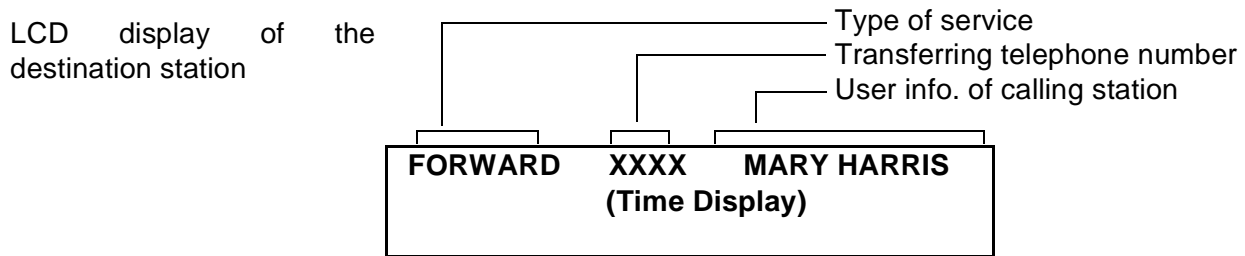 LCD display of the
destination station
Type of service
Transferring telephone number
User info. of calling station
FORWARD XXXX MARY HARRIS
(Time Display)